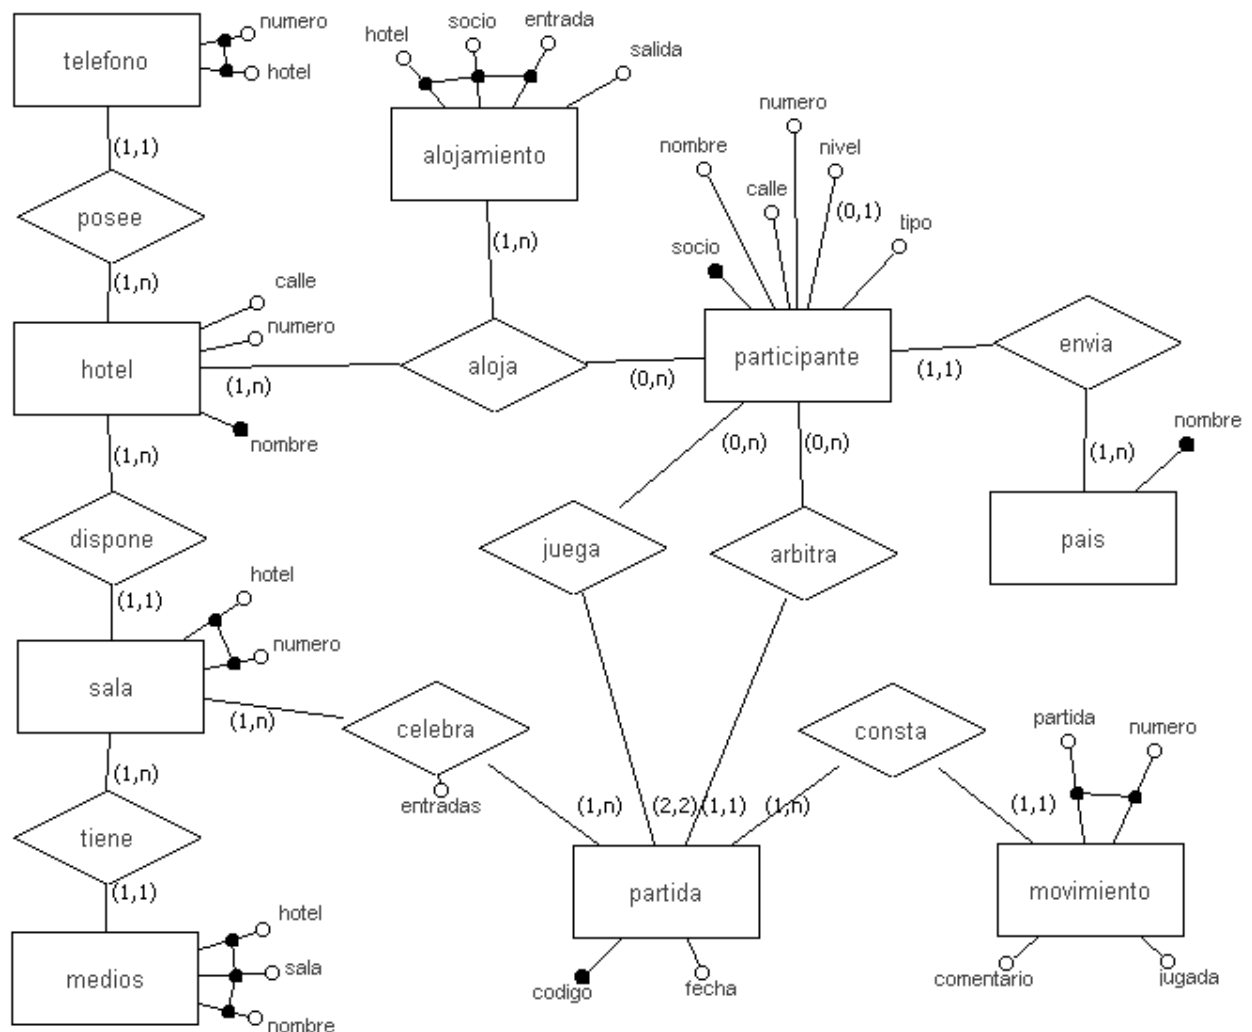 numero
telefono
hotel
(1,1)
posee
(1,n)
calle
numero
hotel
(1,n)
nombre
(1,n)
dispone
(1,1)
hotel
numero
sala
(1,n)
(1,n)
tiene
(1,1)
hotel
medios
sala
nombre
hotel
socio
entrada
salida
alojamiento
(1,n)
aloja
(0,n)
numero
nombre
nivel
calle
(0,1)
tipo
socio
participante
(1,1)
envia
(1,n)
nombre
pais
(0,n)
(0,n)
juega
arbitra
celebra
entradas
(1,n)
(2,2)
(1,1)
(1,n)
consta
(1,1)
partida
numero
partida
codigo
fecha
movimiento
comentario
jugada